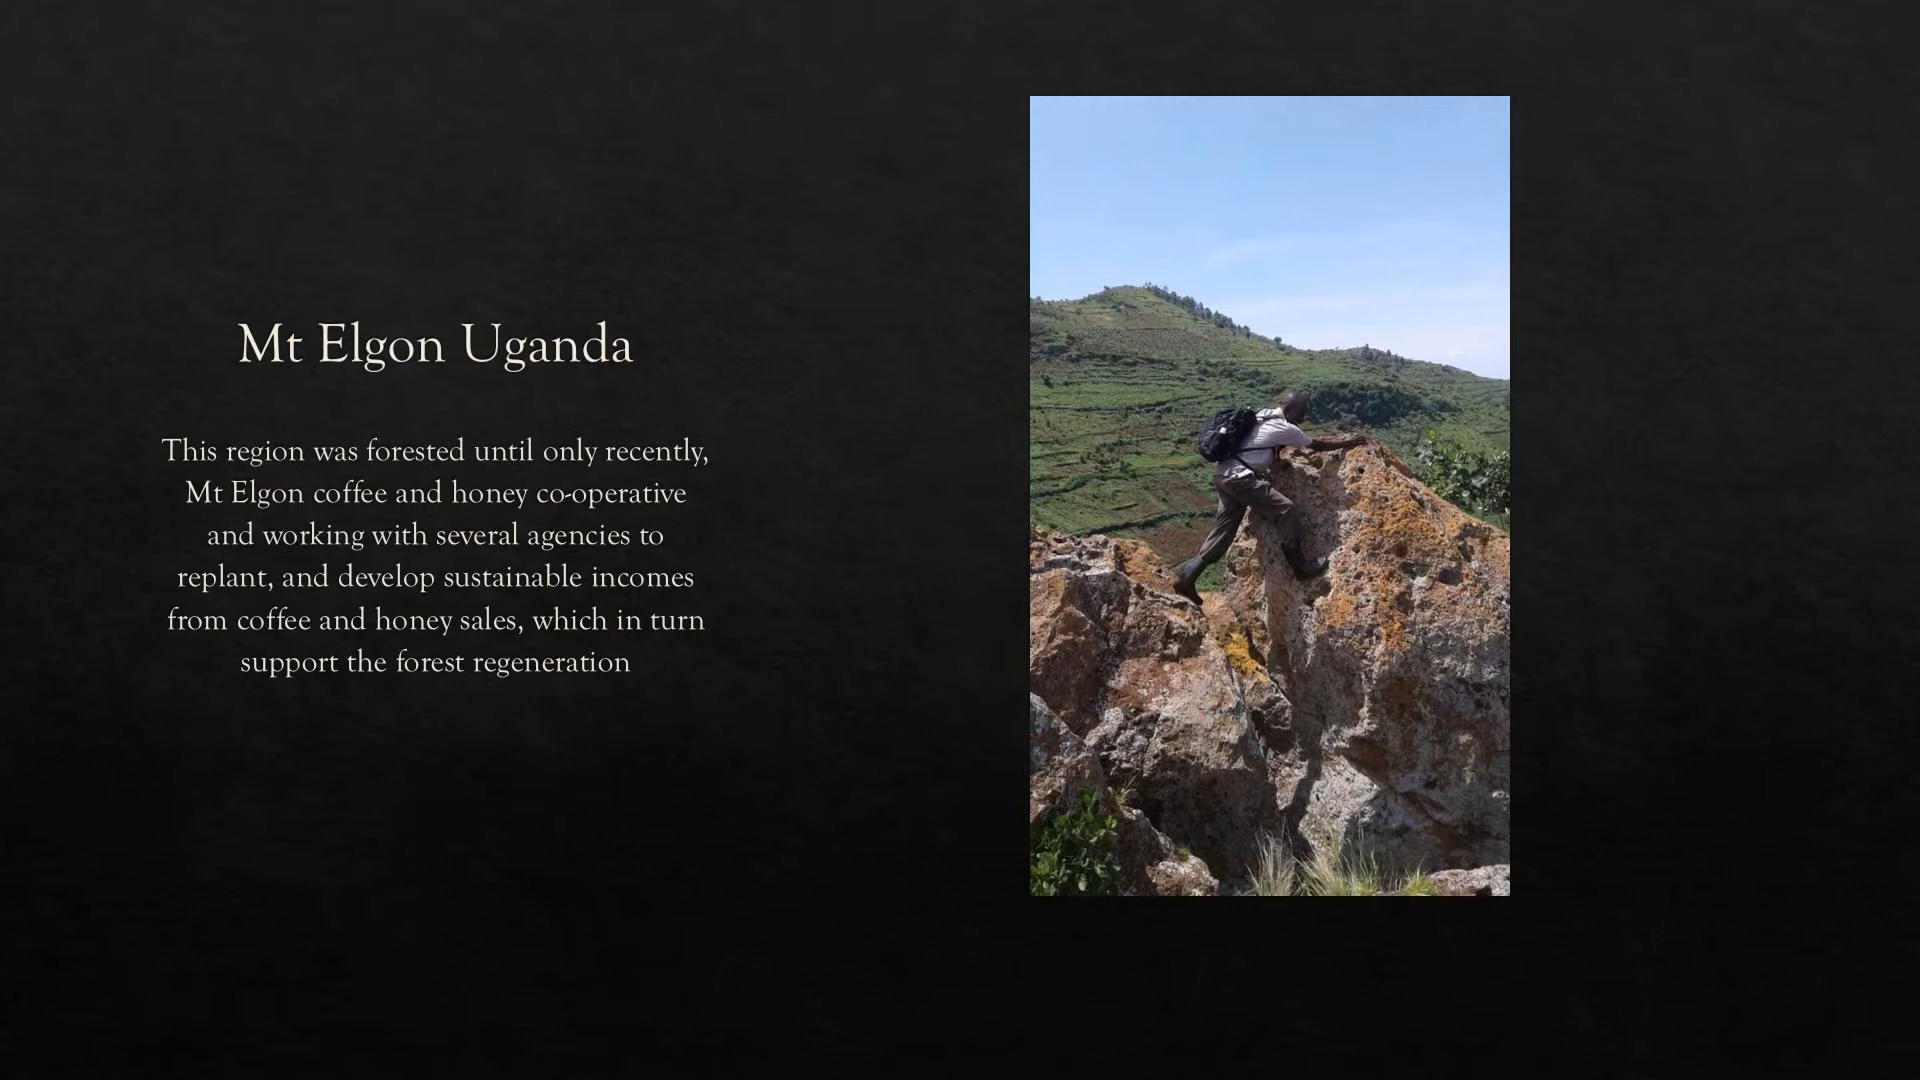 Mt Elgon Uganda
This region was forested until only recently,
Mt Elgon coffee and honey co-operative
and working with several agencies to
replant, and develop sustainable incomes
from coffee and honey sales, which in turn
support the forest regeneration